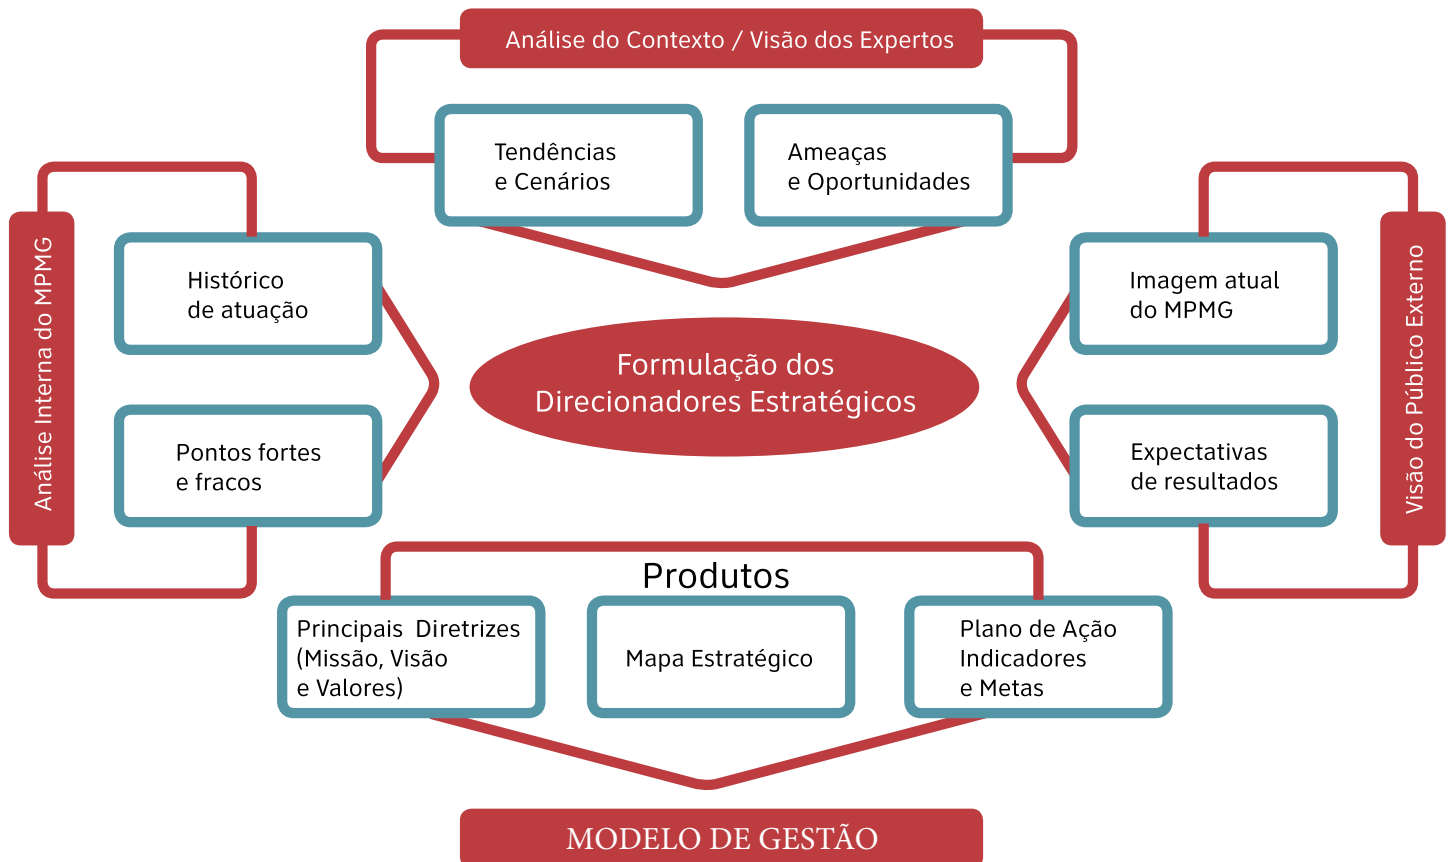 Análise do Contexto / Visão dos Expertos
Tendências
e Cenários
Ameaças
e Oportunidades
Análise Interna do MPMG
Histórico
de atuação
Pontos fortes
e fracos
Formulação dos
Direcionadores Estratégicos
Imagem atual
do MPMG
Expectativas
de resultados
Visão do Público Externo
Produtos
Principais Diretrizes
(Missão, Visão
e Valores)
Mapa Estratégico
Plano de Ação
Indicadores
e Metas
MODELO DE GESTÃO